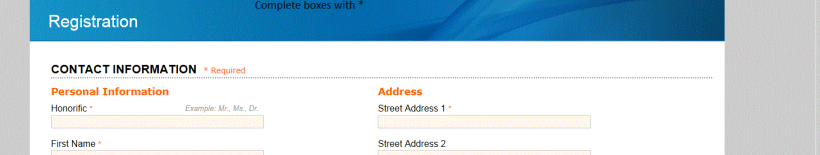 Complete boxes with *
Registration
CONTACT INFORMATION * Required
Personal Information
Honorific * Example: Mr., Ms., Dr.
First Name *
Address
Street Address 1 *
Street Address 2